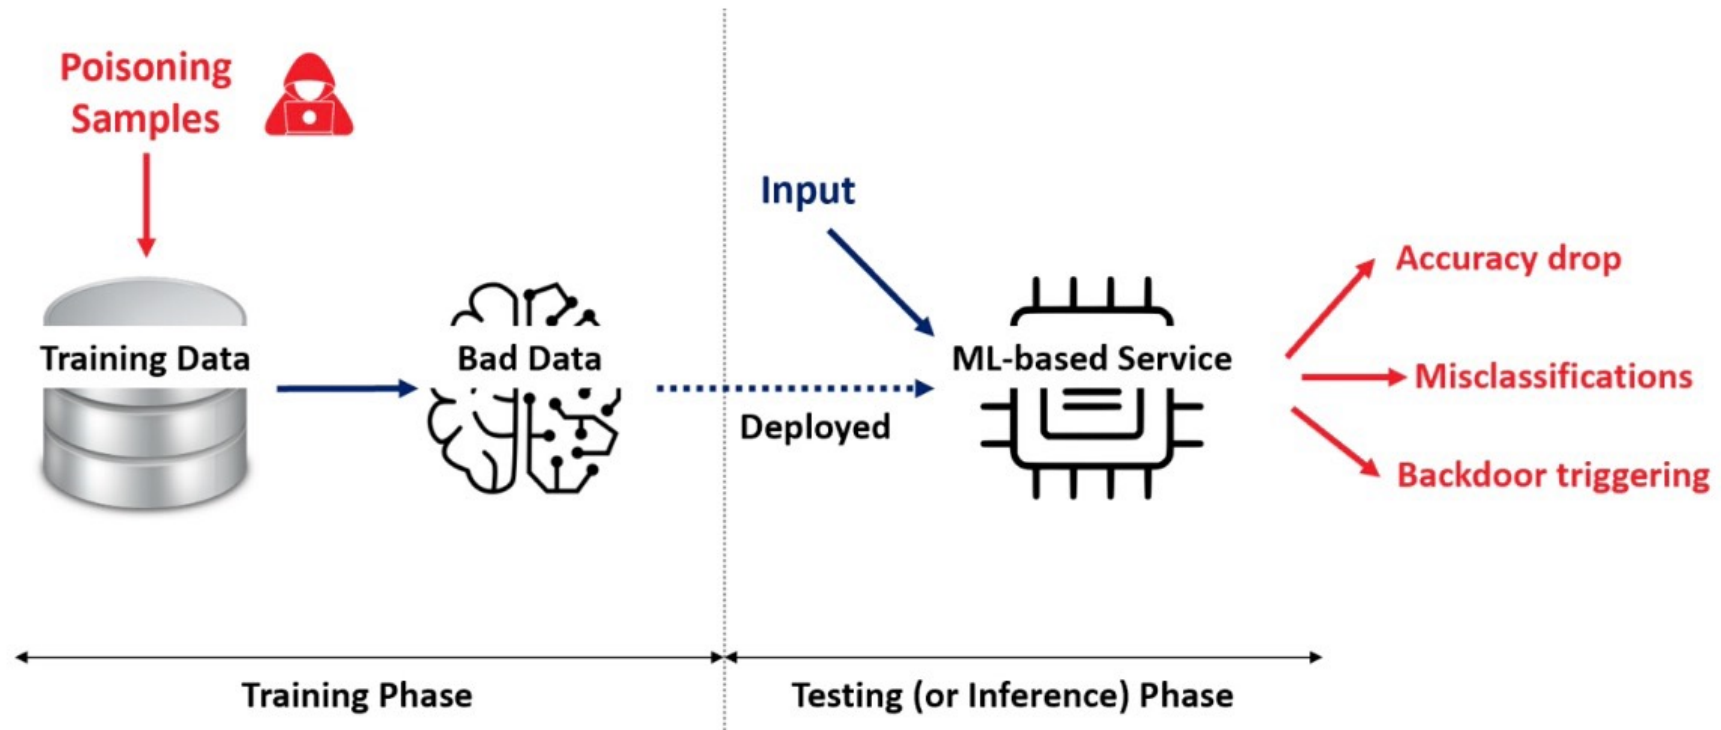 Poisoning
Samples
Input
Accuracy drop
Training Data
Bad Data
ML-based Service
Misclassifications
Deployed
Backdoor triggering
Training Phase
Testing (or Inference) Phase